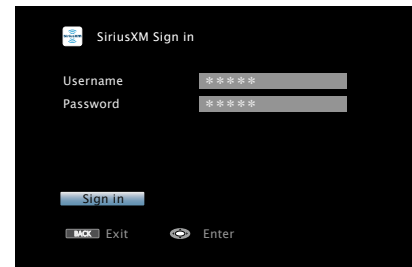 SiriusXM Sign in
Username *****
Password *****
Sign in
BACK Exit Enter